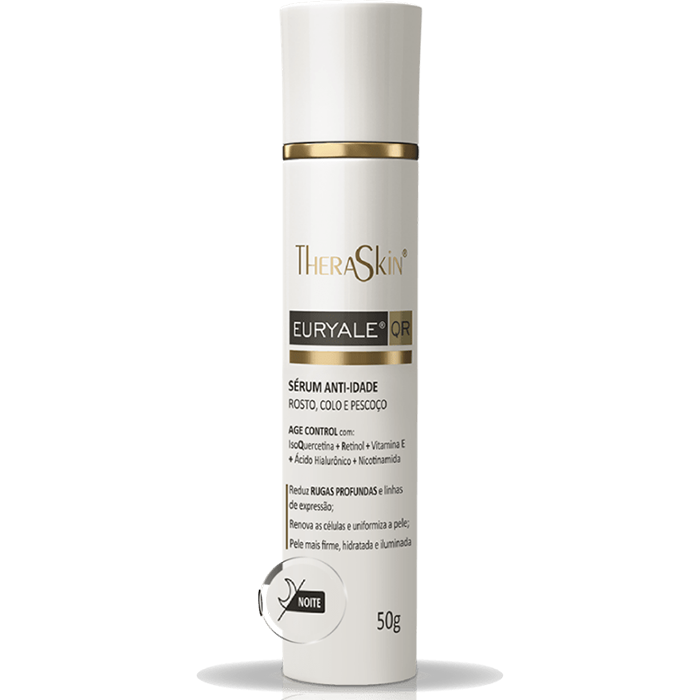 THERASKIN®
EURYALE® QR
SÉRUM ANTI-IDADE
ROSTO, COLO E PESCOÇO
AGE CONTROL com:
IsoQuercetina + Retinol + Vitamina E
+ Ácido Hialurônico + Nicotinamida
Reduz RUGAS PROFUNDAS e linhas
de expressão;
Renova as células e uniformiza a pele;
Pele mais firme, hidratada e iluminada
NOITE
50g